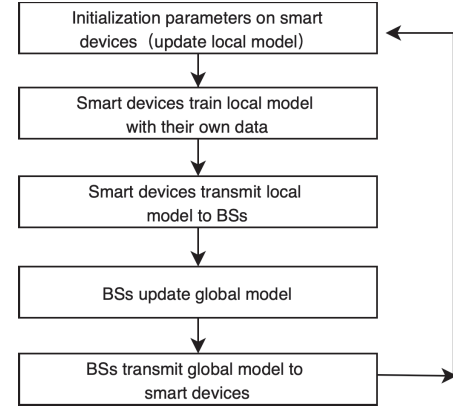 Initialization parameters on smart
devices（update local model）
Smart devices train local model
with their own data
Smart devices transmit local
model to BSs
BSs update global model
BSs transmit global model to
smart devices